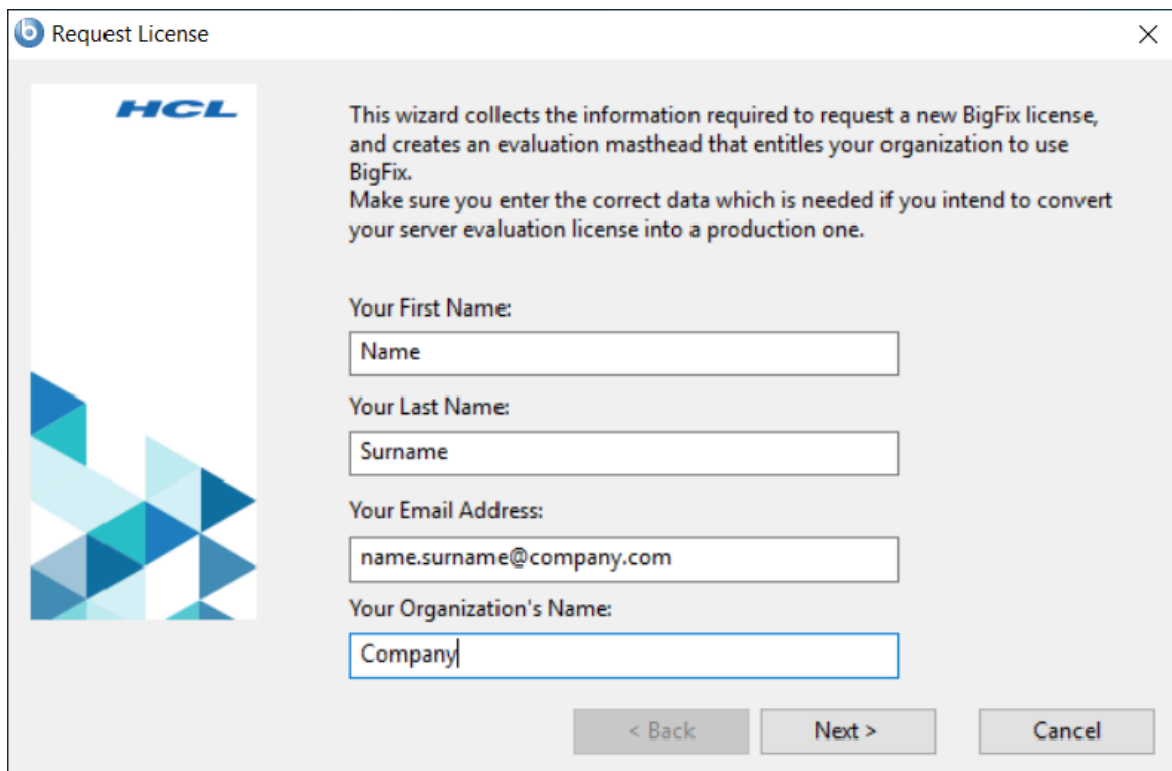 Request License
HCL
This wizard collects the information required to request a new BigFix license,
and creates an evaluation masthead that entitles your organization to use
BigFix.
Make sure you enter the correct data which is needed if you intend to convert
your server evaluation license into a production one.
Your First Name:
Name
Your Last Name:
Surname
Your Email Address:
name.surname@company.com
Your Organization's Name:
Company
< Back
Next >
Cancel